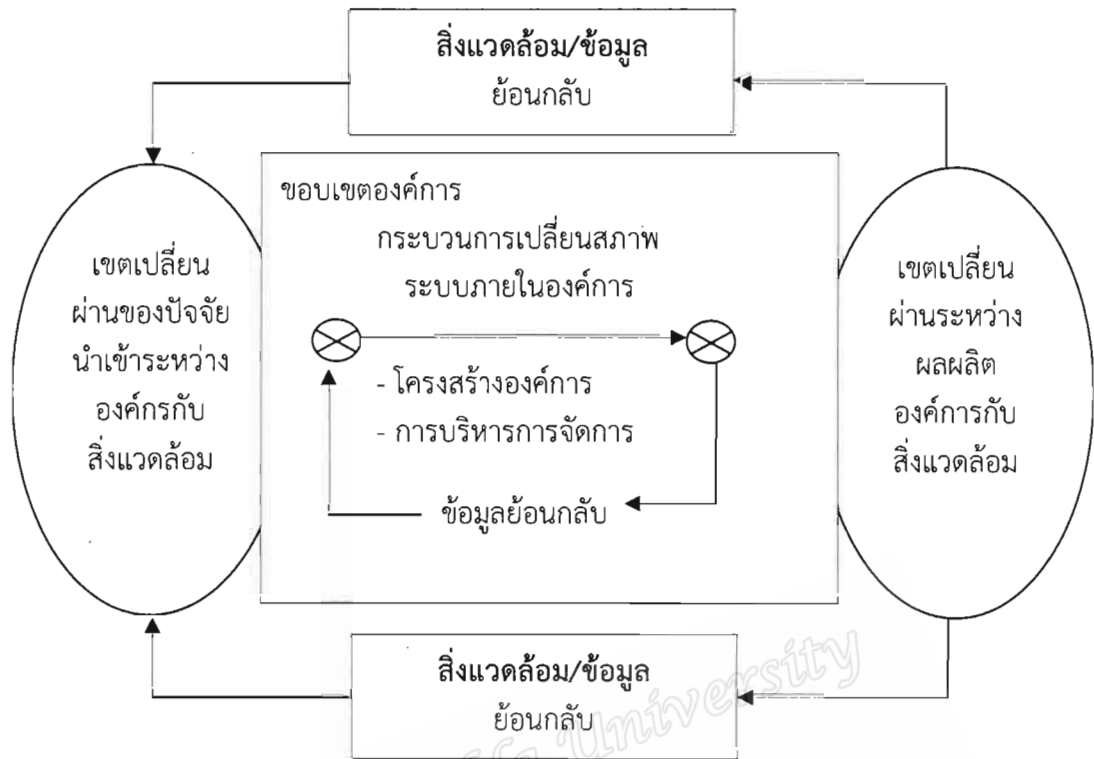 สิ่งแวดล้อม/ข้อมูล
ย้อนกลับ
ขอบเขตองค์การ
กระบวนการเปลี่ยนสภาพ
ระบบภายในองค์การ
- โครงสร้างองค์การ
- การบริหารการจัดการ
ข้อมูลย้อนกลับ
เขตเปลี่ยน
ผ่านของปัจจัย
นำเข้าระหว่าง
องค์กรกับ
สิ่งแวดล้อม
เขตเปลี่ยน
ผ่านระหว่าง
ผลผลิต
องค์การกับ
สิ่งแวดล้อม
สิ่งแวดล้อม/ข้อมูล
ย้อนกลับ
University